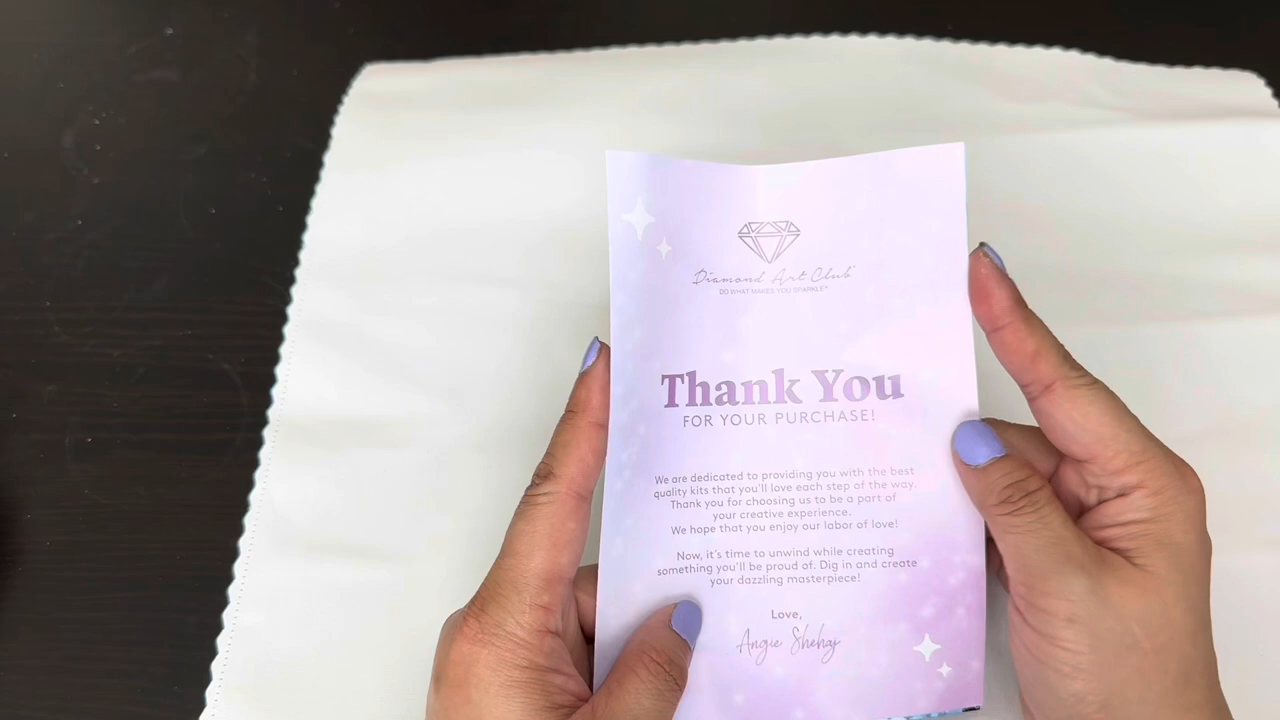 Diamond Art Club®
DO WHAT MAKES YOU SPARKLE®
Thank You
FOR YOUR PURCHASE!
We are dedicated to providing you with the best
quality kits that you'll love each step of the way.
Thank you for choosing us to be a part of
your creative experience.
We hope that you enjoy our labor of love!
Now, it's time to unwind while creating
something you'll be proud of. Dig in and create
your dazzling masterpiece!
Love,
Angie Shehaj